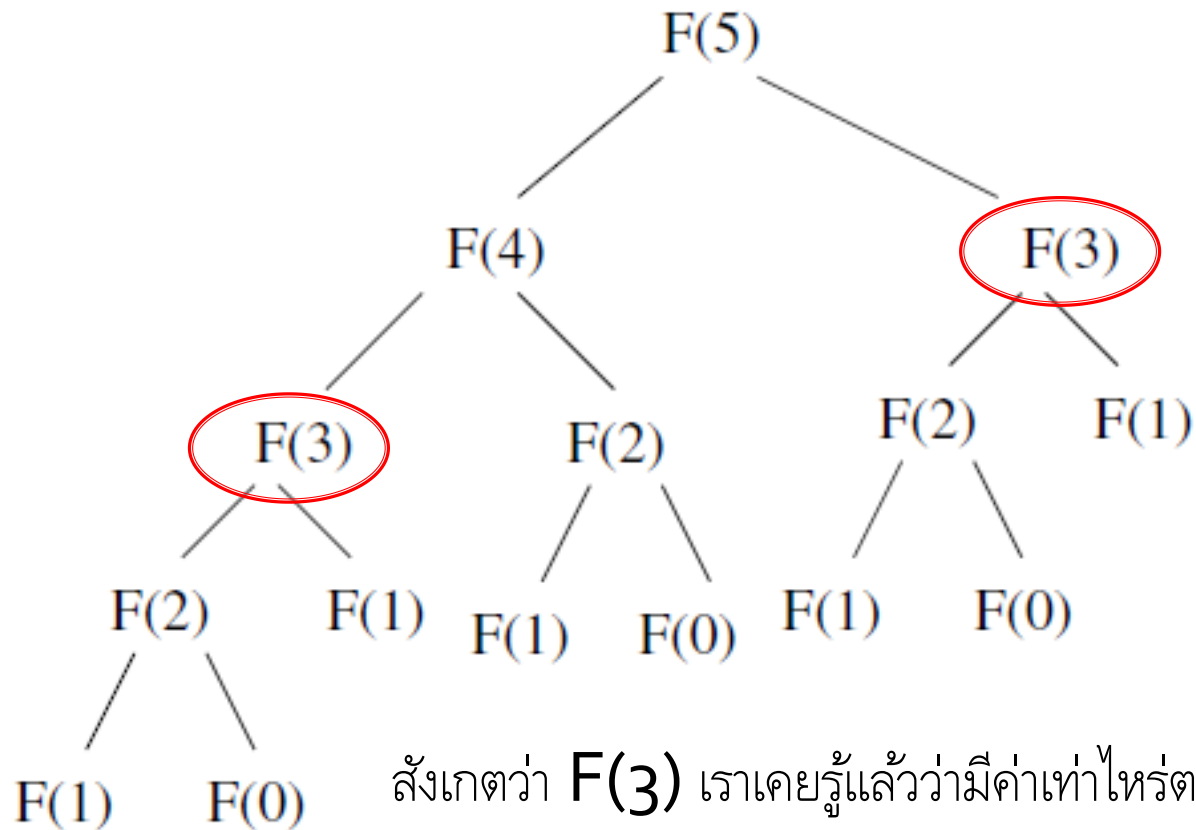 F(5)
F(4) F(3)
F(3) F(2) F(2) F(1)
F(2) F(1) F(1) F(0) F(1) F(0)
F(1) F(0)
สังเกตว่า F(3) เราเคยรู้แล้วว่ามีค่าเท่าไหร่ต